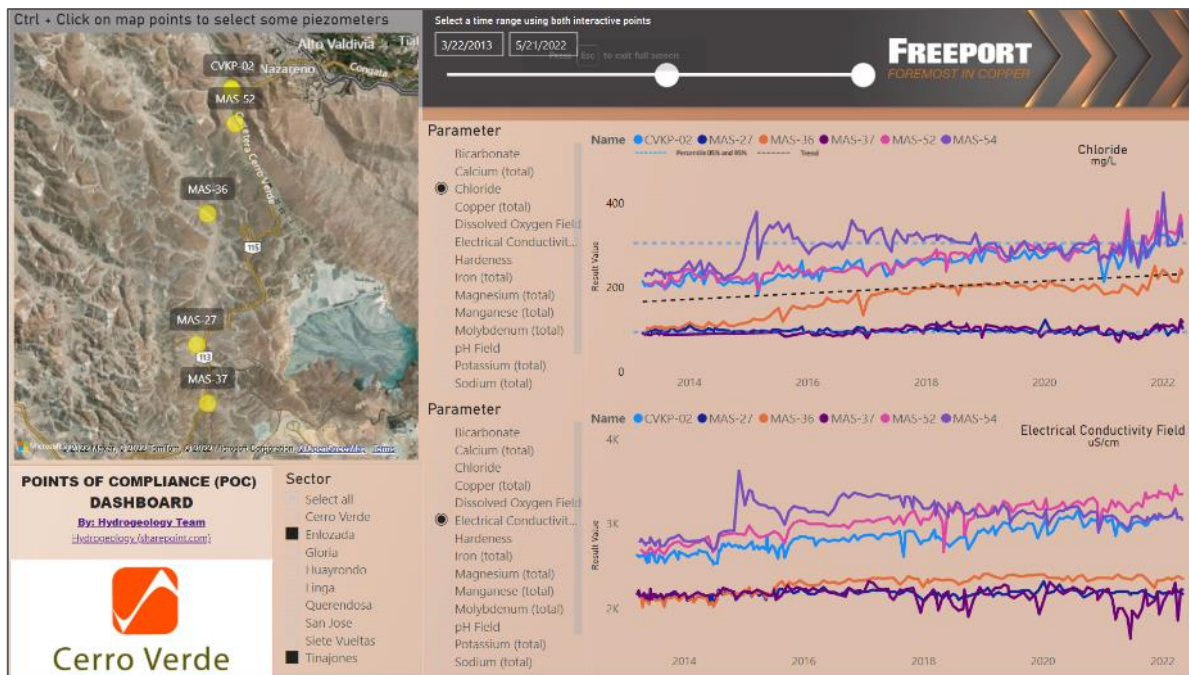 Ctrl + Click on map points to select some piezometers
Alto Valdivia
CVKP-02
Nazareno
Congata
MAS-52
Carretera Cerro Verde
MAS-36
115
MAS-27
113
MAS-37
POINTS OF COMPLIANCE (POC)
DASHBOARD
By: Hydrogeology Team
Hydrogeology (sharepoint.com)
Cerro Verde
Sector
Select all
Cerro Verde
Enlozada
Gloria
Huayrondo
Linga
Querendosa
San Jose
Siete Vueltas
Tinajones
Select a time range using both interactive points
3/22/2013 5/21/2022
Press Esc to exit full screen
FREEPORT
FOREMOST IN COPPER
Parameter
Bicarbonate
Calcium (total)
Chloride
Copper (total)
Dissolved Oxygen Field
Electrical Conductivit...
Hardeness
Iron (total)
Magnesium (total)
Manganese (total)
Molybdenum (total)
pH Field
Potassium (total)
Sodium (total)
Name CVKP-02 MAS-27 MAS-36 MAS-37 MAS-52 MAS-54
Trend
Chloride
mg/L
Result Value
400
200
0
2014 2016 2018 2020 2022
Parameter
Bicarbonate
Calcium (total)
Chloride
Copper (total)
Dissolved Oxygen Field
Electrical Conductivit...
Hardeness
Iron (total)
Magnesium (total)
Manganese (total)
Molybdenum (total)
pH Field
Potassium (total)
Sodium (total)
Name CVKP-02 MAS-27 MAS-36 MAS-37 MAS-52 MAS-54
Electrical Conductivity Field
uS/cm
Result Value
4K
3K
2K
2014 2016 2018 2020 2022